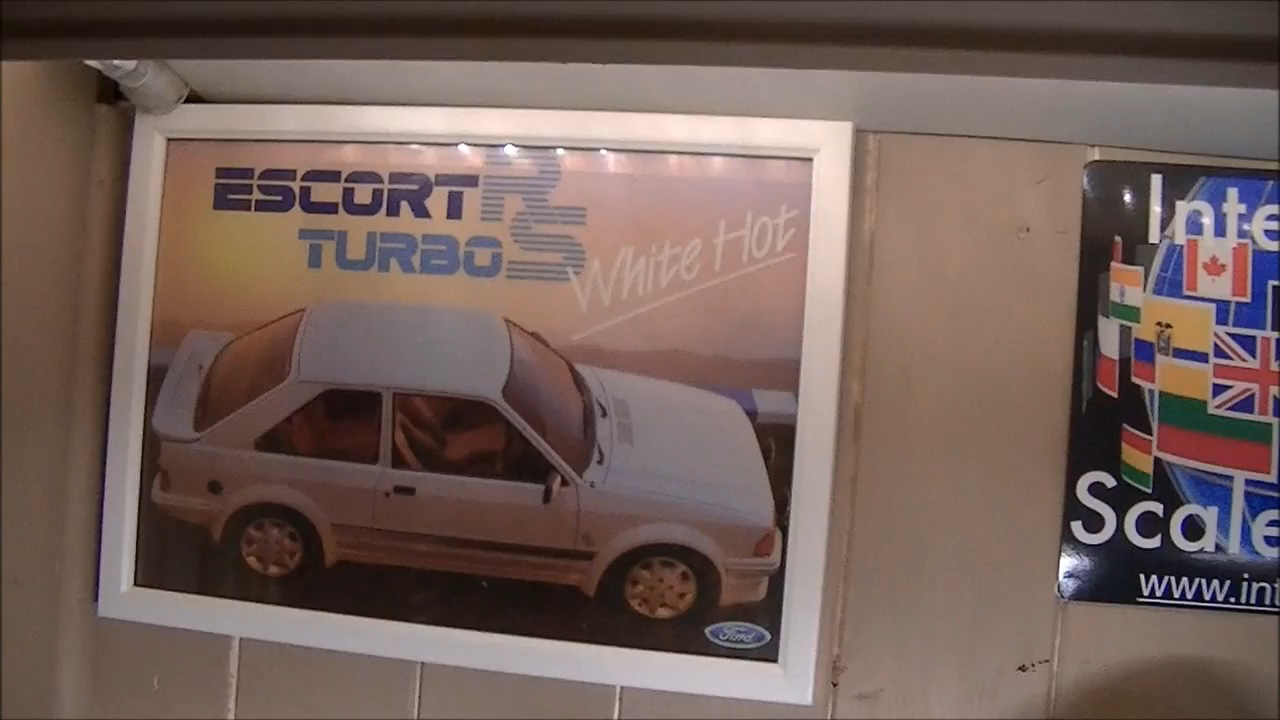 ESCORT RS
TURBO
White Hot
Ford
Inte
Scale
www.int